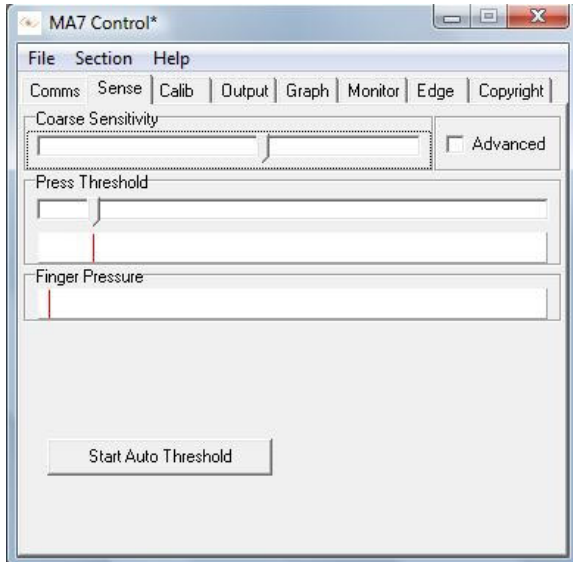 MA7 Control*
File Section Help
Comms Sense Calib Output Graph Monitor Edge Copyright
Coarse Sensitivity
Advanced
Press Threshold
Finger Pressure
Start Auto Threshold